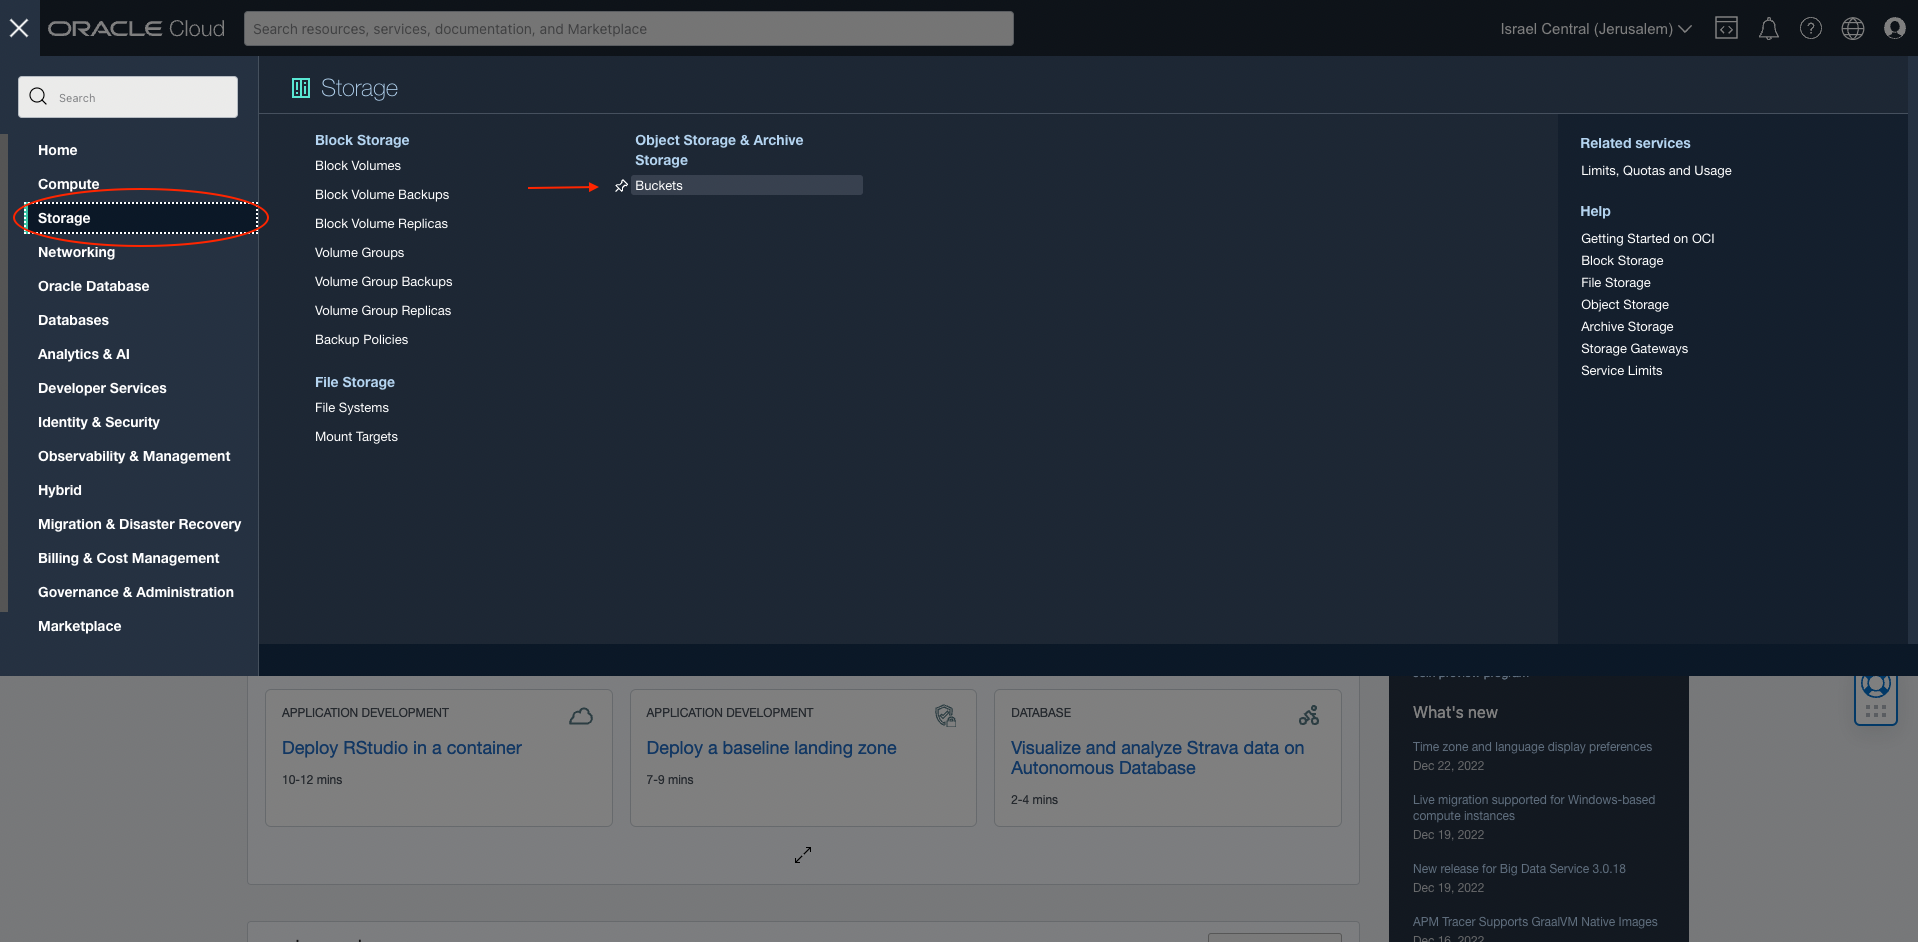 ORACLE Cloud
Search resources, services, documentation, and Marketplace
Israel Central (Jerusalem)
Search
Home
Compute
Storage
Networking
Oracle Database
Databases
Analytics & AI
Developer Services
Identity & Security
Observability & Management
Hybrid
Migration & Disaster Recovery
Billing & Cost Management
Governance & Administration
Marketplace
Storage
Block Storage
Block Volumes
Block Volume Backups
Block Volume Replicas
Volume Groups
Volume Group Backups
Volume Group Replicas
Backup Policies
File Storage
File Systems
Mount Targets
Object Storage & Archive
Storage
Buckets
Related services
Limits, Quotas and Usage
Help
Getting Started on OCI
Block Storage
File Storage
Object Storage
Archive Storage
Storage Gateways
Service Limits
APPLICATION DEVELOPMENT
Deploy RStudio in a container
10-12 mins
APPLICATION DEVELOPMENT
Deploy a baseline landing zone
7-9 mins
DATABASE
Visualize and analyze Strava data on
Autonomous Database
2-4 mins
What's new
Time zone and language display preferences
Dec 22, 2022
Live migration supported for Windows-based
compute instances
Dec 19, 2022
New release for Big Data Service 3.0.18
Dec 19, 2022
APM Tracer Supports GraalVM Native Images
Dec 16, 2022